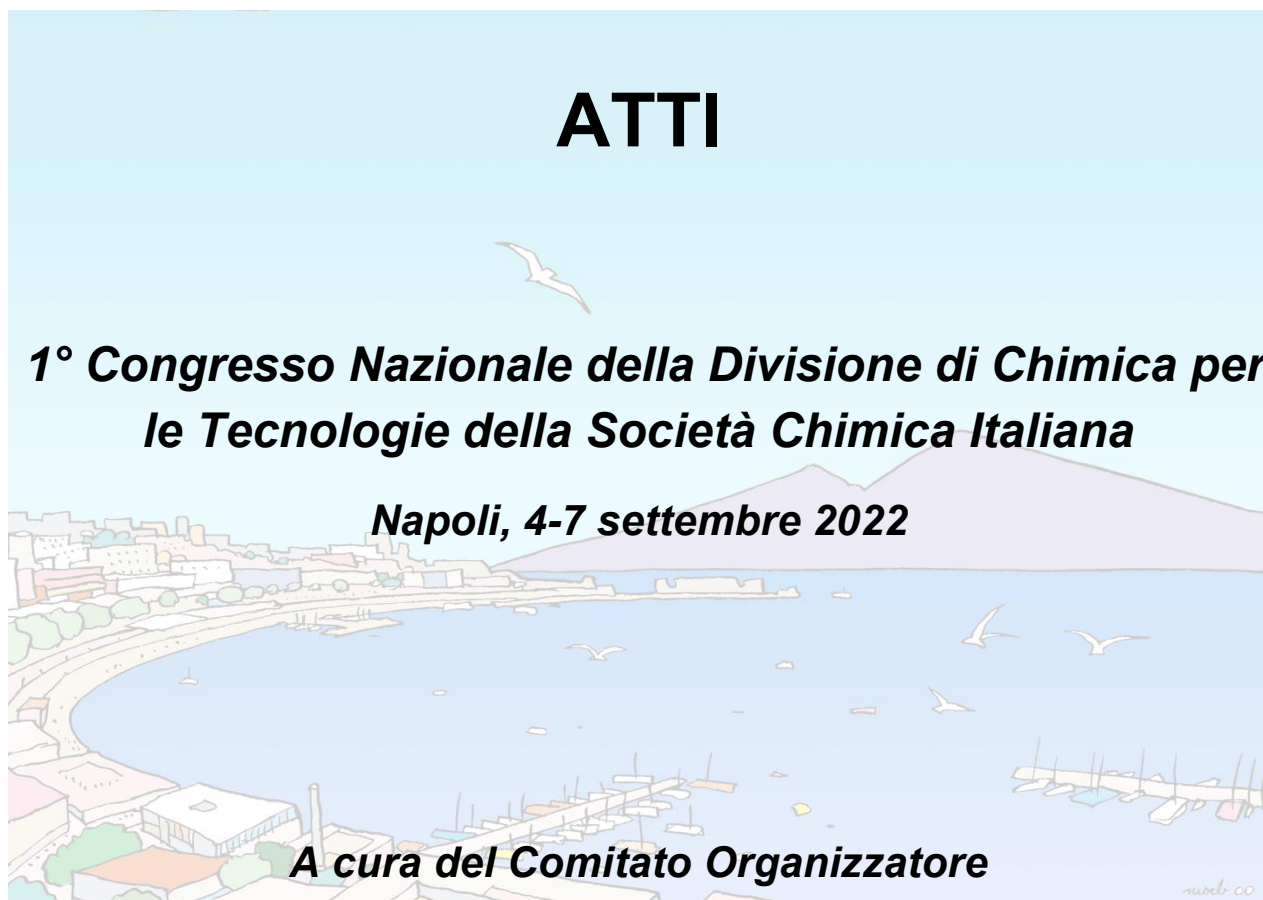 ATTI
1° Congresso Nazionale della Divisione di Chimica per
le Tecnologie della Società Chimica Italiana
Napoli, 4-7 settembre 2022
A cura del Comitato Organizzatore